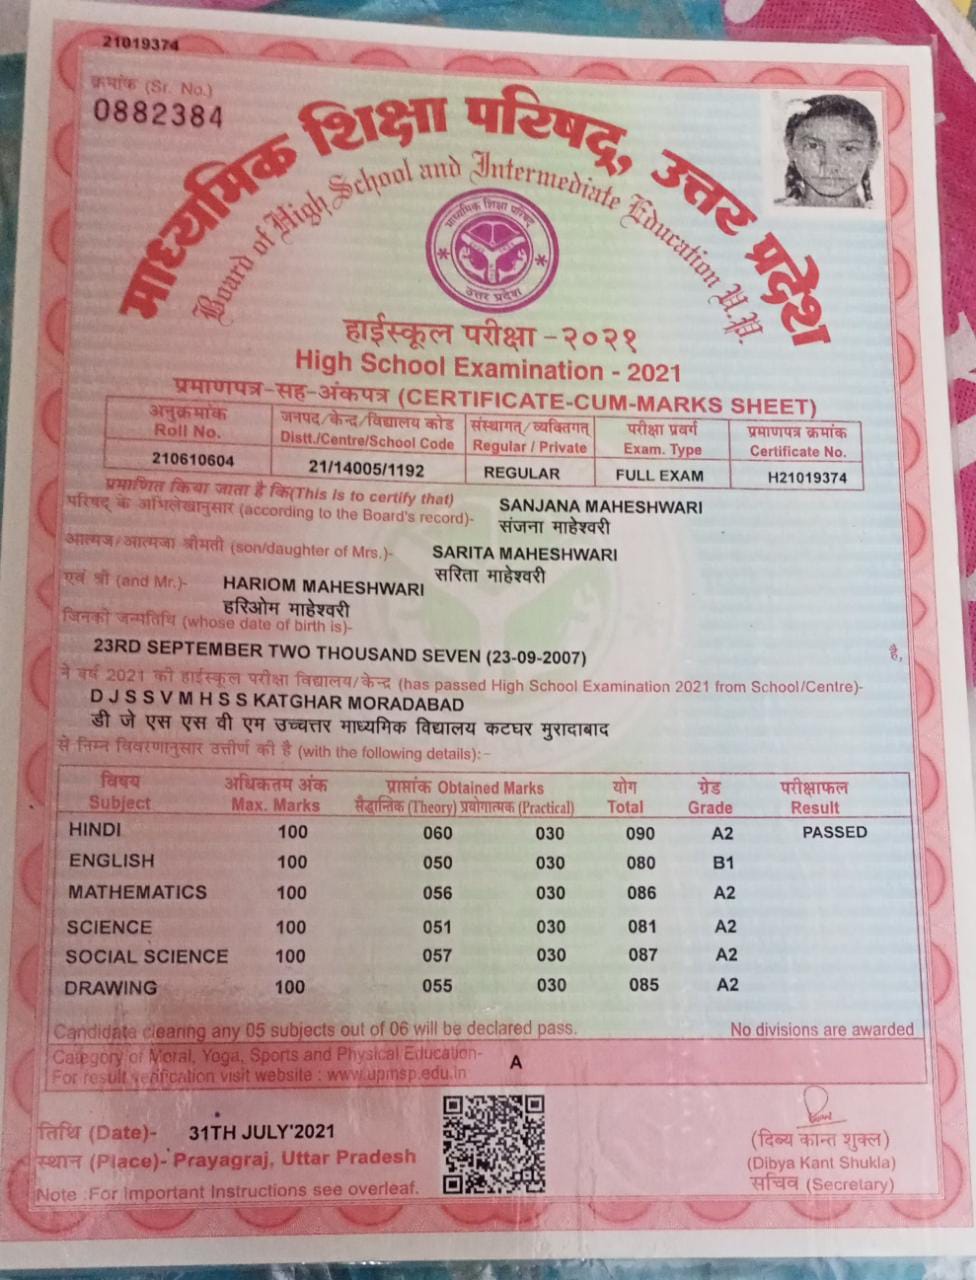 21019374
क्रमांक (Sr. No.)
0882384
माध्यमिक शिक्षा परिषद्, उत्तर प्रदेश
Board of High School and Intermediate Education U.P.
माध्यमिक शिक्षा परिषद्
उत्तर प्रदेश
हाईस्कूल परीक्षा -२०२१
High School Examination - 2021
प्रमाणपत्र-सह-अंकपत्र (CERTIFICATE-CUM-MARKS SHEET)
अनुक्रमांक जनपद/केन्द्र/विद्यालय कोड संस्थागत्/व्यक्तिगत् परीक्षा प्रवर्ग प्रमाणपत्र क्रमांक
Roll No. Distt./Centre/School Code Regular / Private Exam. Type Certificate No.
210610604 21/14005/1192 REGULAR FULL EXAM H21019374
प्रमाणित किया जाता है कि(This is to certify that)
परिषद् के अभिलेखानुसार (according to the Board's record)- SANJANA MAHESHWARI
संजना माहेश्वरी
आत्मज/आत्मजा श्रीमती (son/daughter of Mrs.)- SARITA MAHESHWARI
सरिता माहेश्वरी
एवं श्री (and Mr.)- HARIOM MAHESHWARI
हरिओम माहेश्वरी
जिनकी जन्मतिथि (whose date of birth is)-
23RD SEPTEMBER TWO THOUSAND SEVEN (23-09-2007) है,
ने वर्ष 2021 की हाईस्कूल परीक्षा विद्यालय/केन्द्र (has passed High School Examination 2021 from School/Centre)-
D J S S V M H S S KATGHAR MORADABAD
डी जे एस एस वी एम उच्चत्तर माध्यमिक विद्यालय कटघर मुरादाबाद
से निम्न विवरणानुसार उत्तीर्ण की है (with the following details):-
विषय अधिकतम अंक प्राप्तांक Obtained Marks योग ग्रेड परीक्षाफल
Subject Max. Marks सैद्धान्तिक (Theory) प्रयोगात्मक (Practical) Total Grade Result
HINDI 100 060 030 090 A2 PASSED
ENGLISH 100 050 030 080 B1
MATHEMATICS 100 056 030 086 A2
SCIENCE 100 051 030 081 A2
SOCIAL SCIENCE 100 057 030 087 A2
DRAWING 100 055 030 085 A2
Candidate clearing any 05 subjects out of 06 will be declared pass. No divisions are awarded
Category of Moral, Yoga, Sports and Physical Education- A
For result verification visit website : www.upmsp.edu.in
तिथि (Date)- 31TH JULY'2021
स्थान (Place)- Prayagraj, Uttar Pradesh
Note :For Important Instructions see overleaf.
(दिब्य कान्त शुक्ल)
(Dibya Kant Shukla)
सचिव (Secretary)